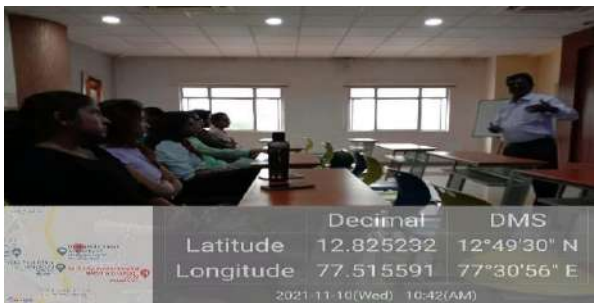 Decimal DMS
Latitude 12.825232 12°49'30" N
Longitude 77.515591 77°30'56" E
2021-11-10(Wed) 10:42(AM)